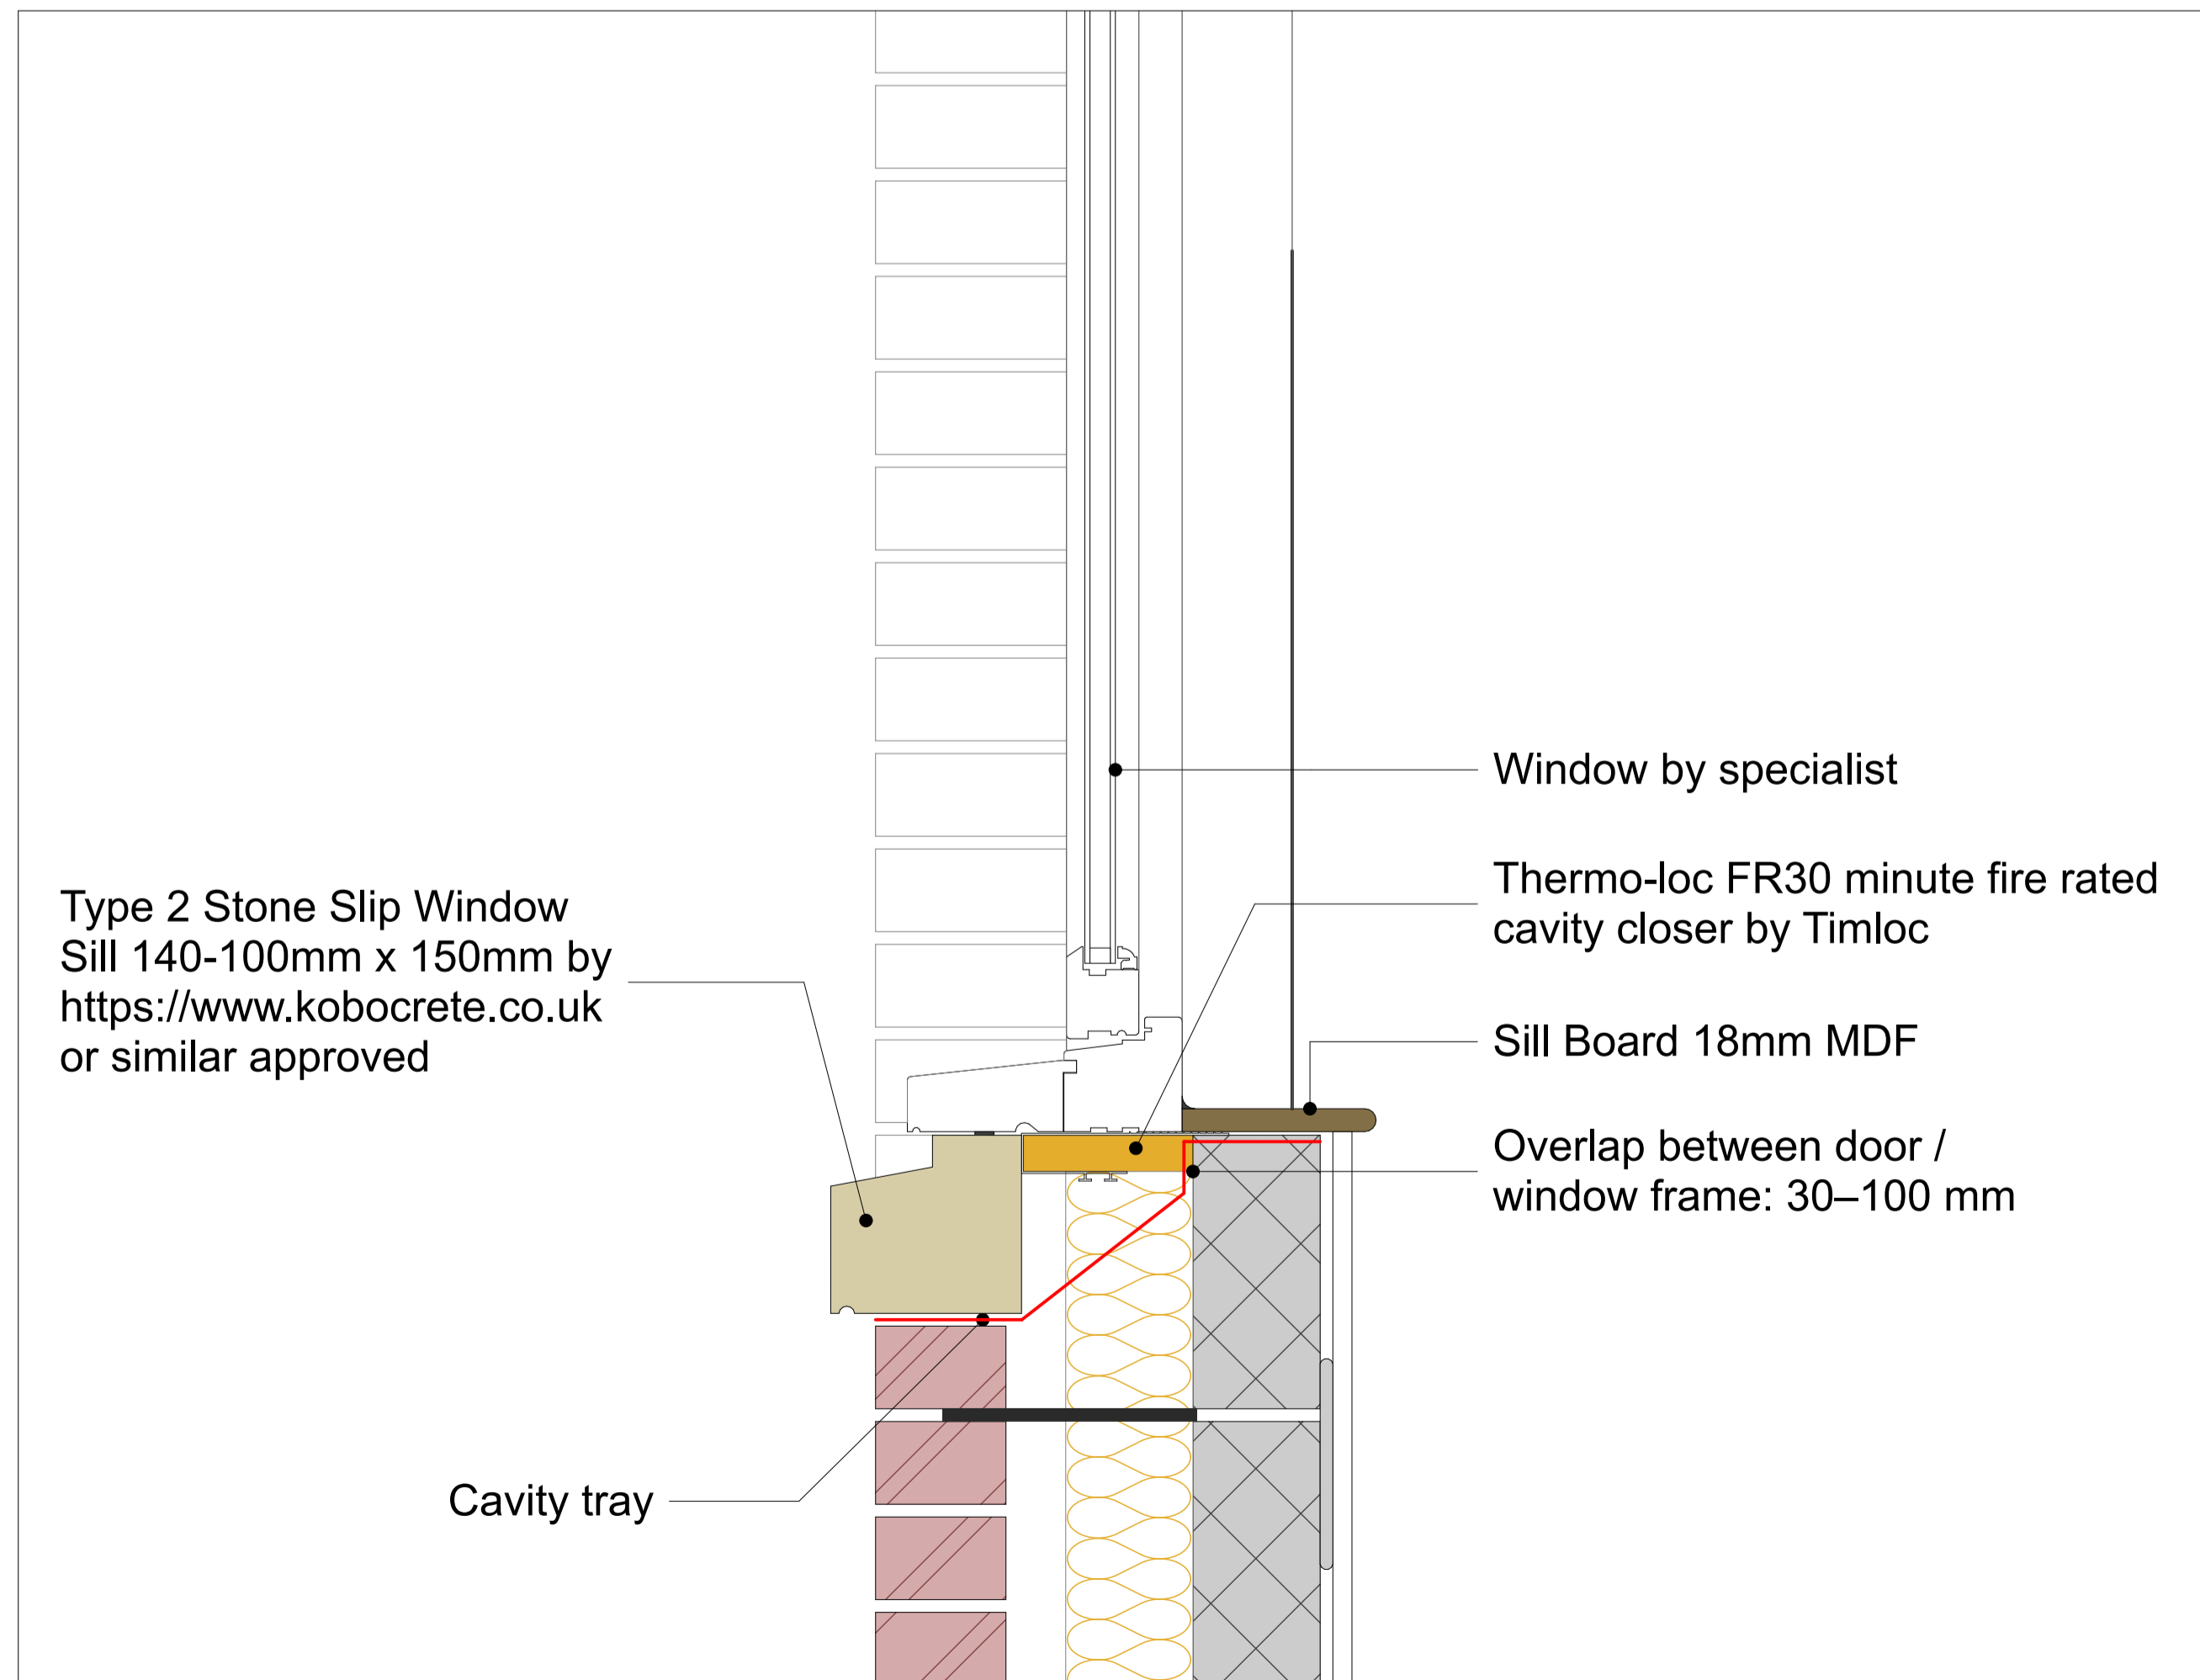 Window by specialist
Thermo-loc FR30 minute fire rated
cavity closer by Timloc
Type 2 Stone Slip Window
Sill 140-100mm x 150mm by
https://www.kobocrete.co.uk
or similar approved
Sill Board 18mm MDF
Overlap between door /
window frame: 30–100 mm
Cavity tray